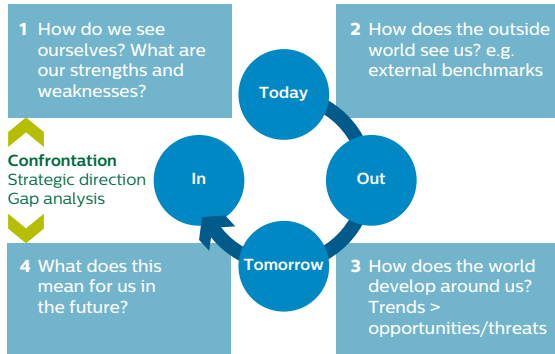 1 How do we see
ourselves? What are
our strengths and
weaknesses?
2 How does the outside
world see us? e.g.
external benchmarks
Today
Confrontation
Strategic direction
Gap analysis
In
Out
Tomorrow
4 What does this
mean for us in
the future?
3 How does the world
develop around us?
Trends >
opportunities/threats